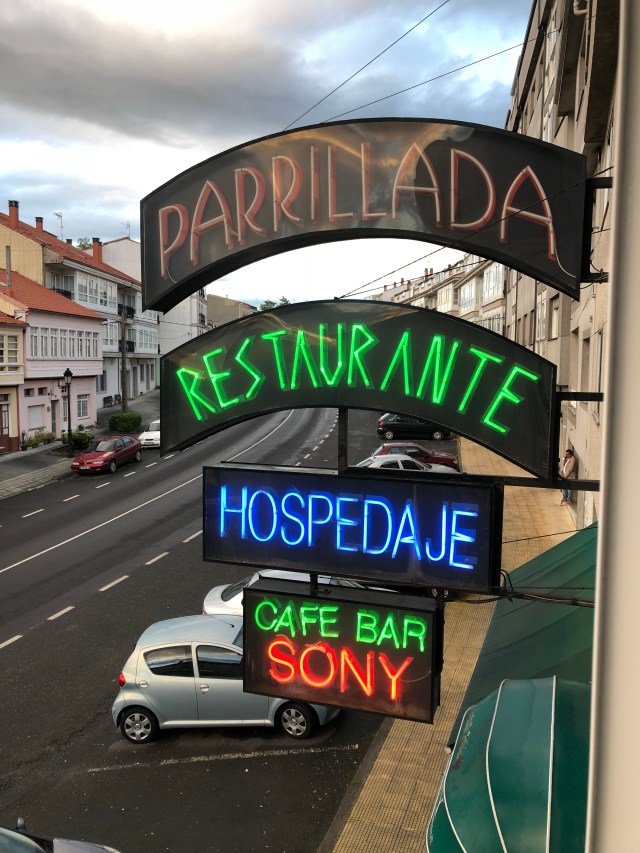 PARRILLADA
RESTAURANTE
HOSPEDAJE
CAFE BAR
SONY